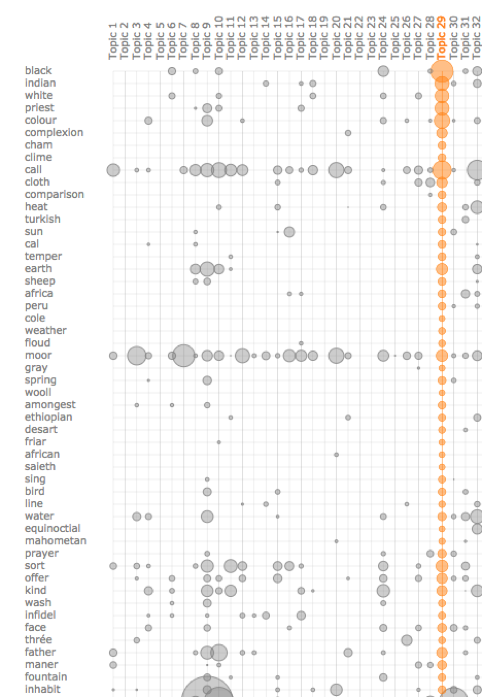 Topic 1
Topic 2
Topic 3
Topic 4
Topic 5
Topic 6
Topic 7
Topic 8
Topic 9
Topic 10
Topic 11
Topic 12
Topic 13
Topic 14
Topic 15
Topic 16
Topic 17
Topic 18
Topic 19
Topic 20
Topic 21
Topic 22
Topic 23
Topic 24
Topic 25
Topic 26
Topic 27
Topic 28
Topic 29
Topic 30
Topic 31
Topic 32
black
indian
white
priest
colour
complexion
cham
clime
call
cloth
comparison
heat
turkish
sun
cal
temper
earth
sheep
africa
peru
cole
weather
floud
moor
gray
spring
wooll
amongest
ethiopian
desart
friar
african
saleth
sing
bird
line
water
equinoctial
mahometan
prayer
sort
offer
kind
wash
infidel
face
thrée
father
maner
fountain
inhabit